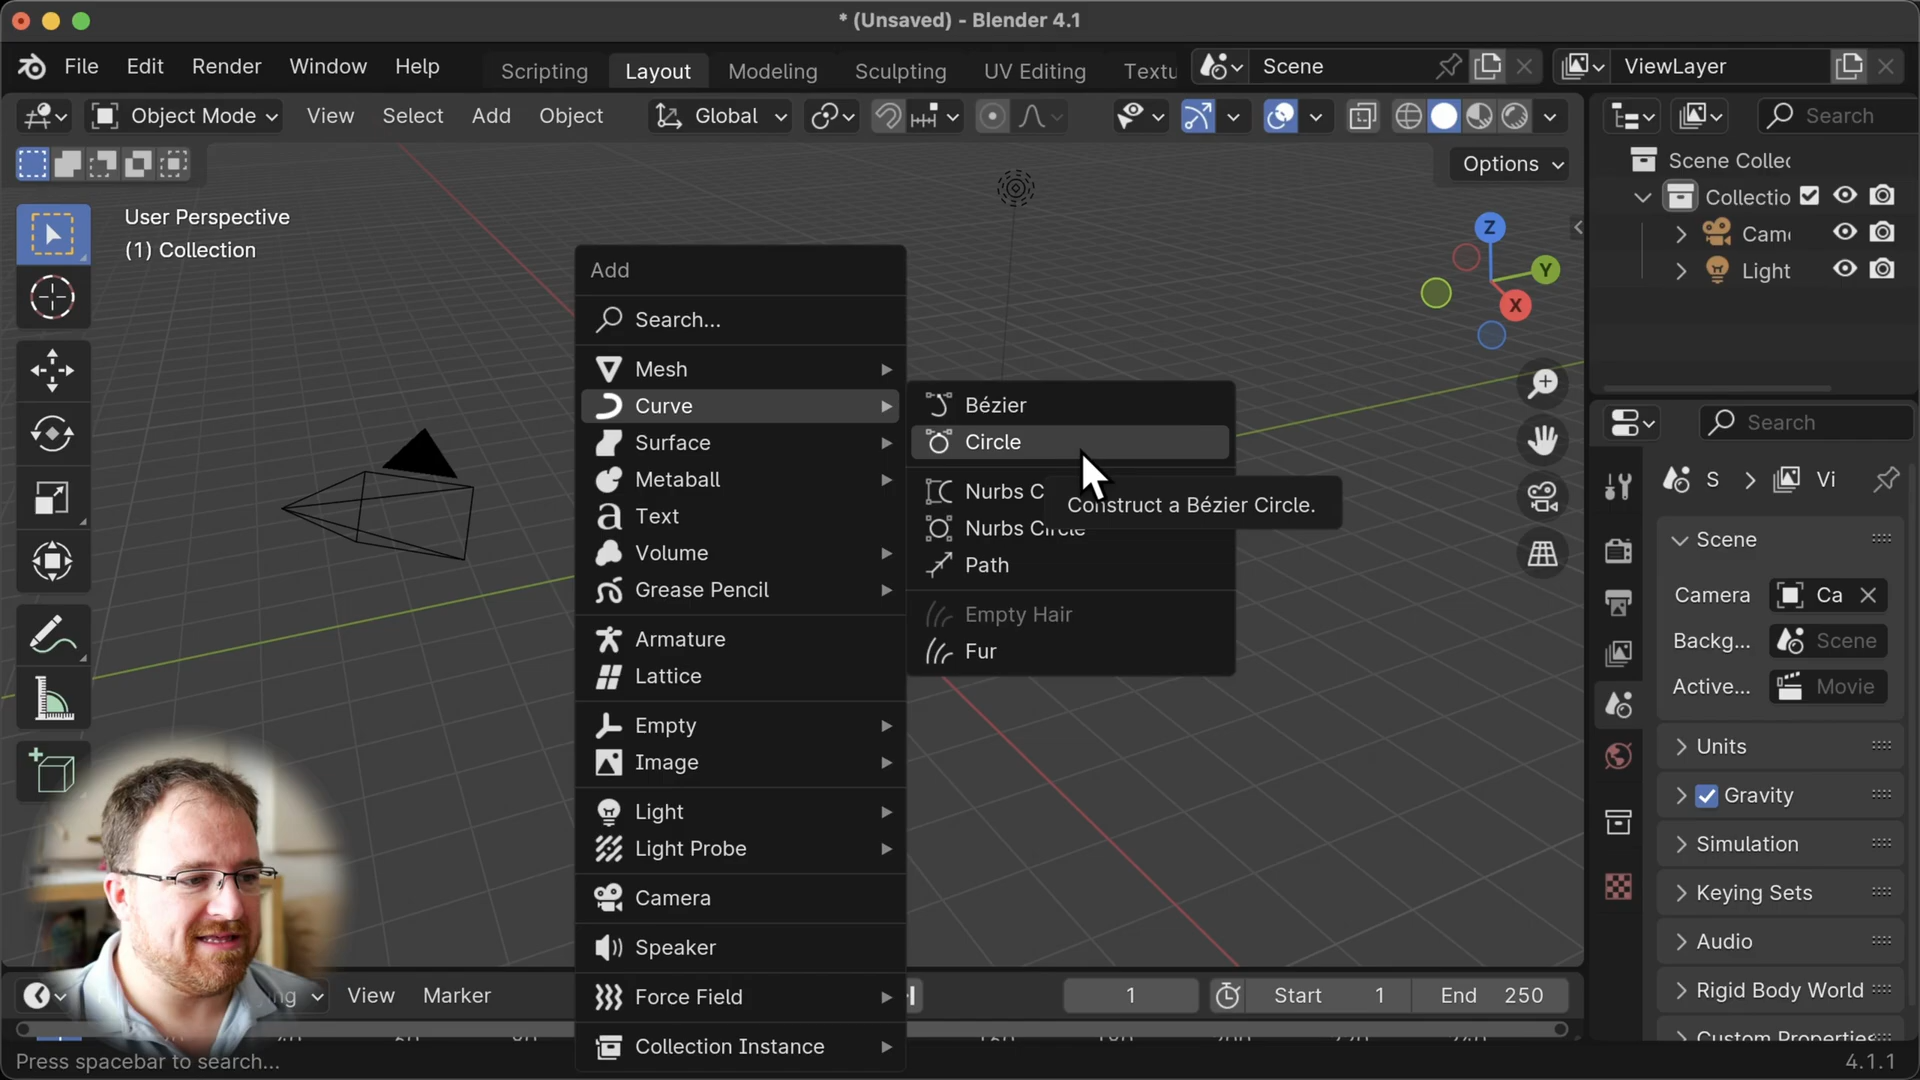 * (Unsaved) - Blender 4.1
File Edit Render Window Help Scripting Layout Modeling Sculpting UV Editing Textu Scene ViewLayer
Object Mode View Select Add Object Global Search
Options
User Perspective
(1) Collection
Z
Y
X
Scene Collec
Collectio
Came
Light
Add
Search...
Mesh
Curve
Surface
Metaball
Text
Volume
Grease Pencil
Armature
Lattice
Empty
Image
Light
Light Probe
Camera
Speaker
Force Field
Collection Instance
Bézier
Circle
Nurbs C
Construct a Bézier Circle.
Nurbs Circle
Path
Empty Hair
Fur
Search
S Vi
Scene
Camera Ca
Backg... Scene
Active... Movie
Units
Gravity
Simulation
Keying Sets
Audio
Rigid Body World
Custom Properties
View Marker 1 Start 1 End 250
Press spacebar to search...
4.1.1